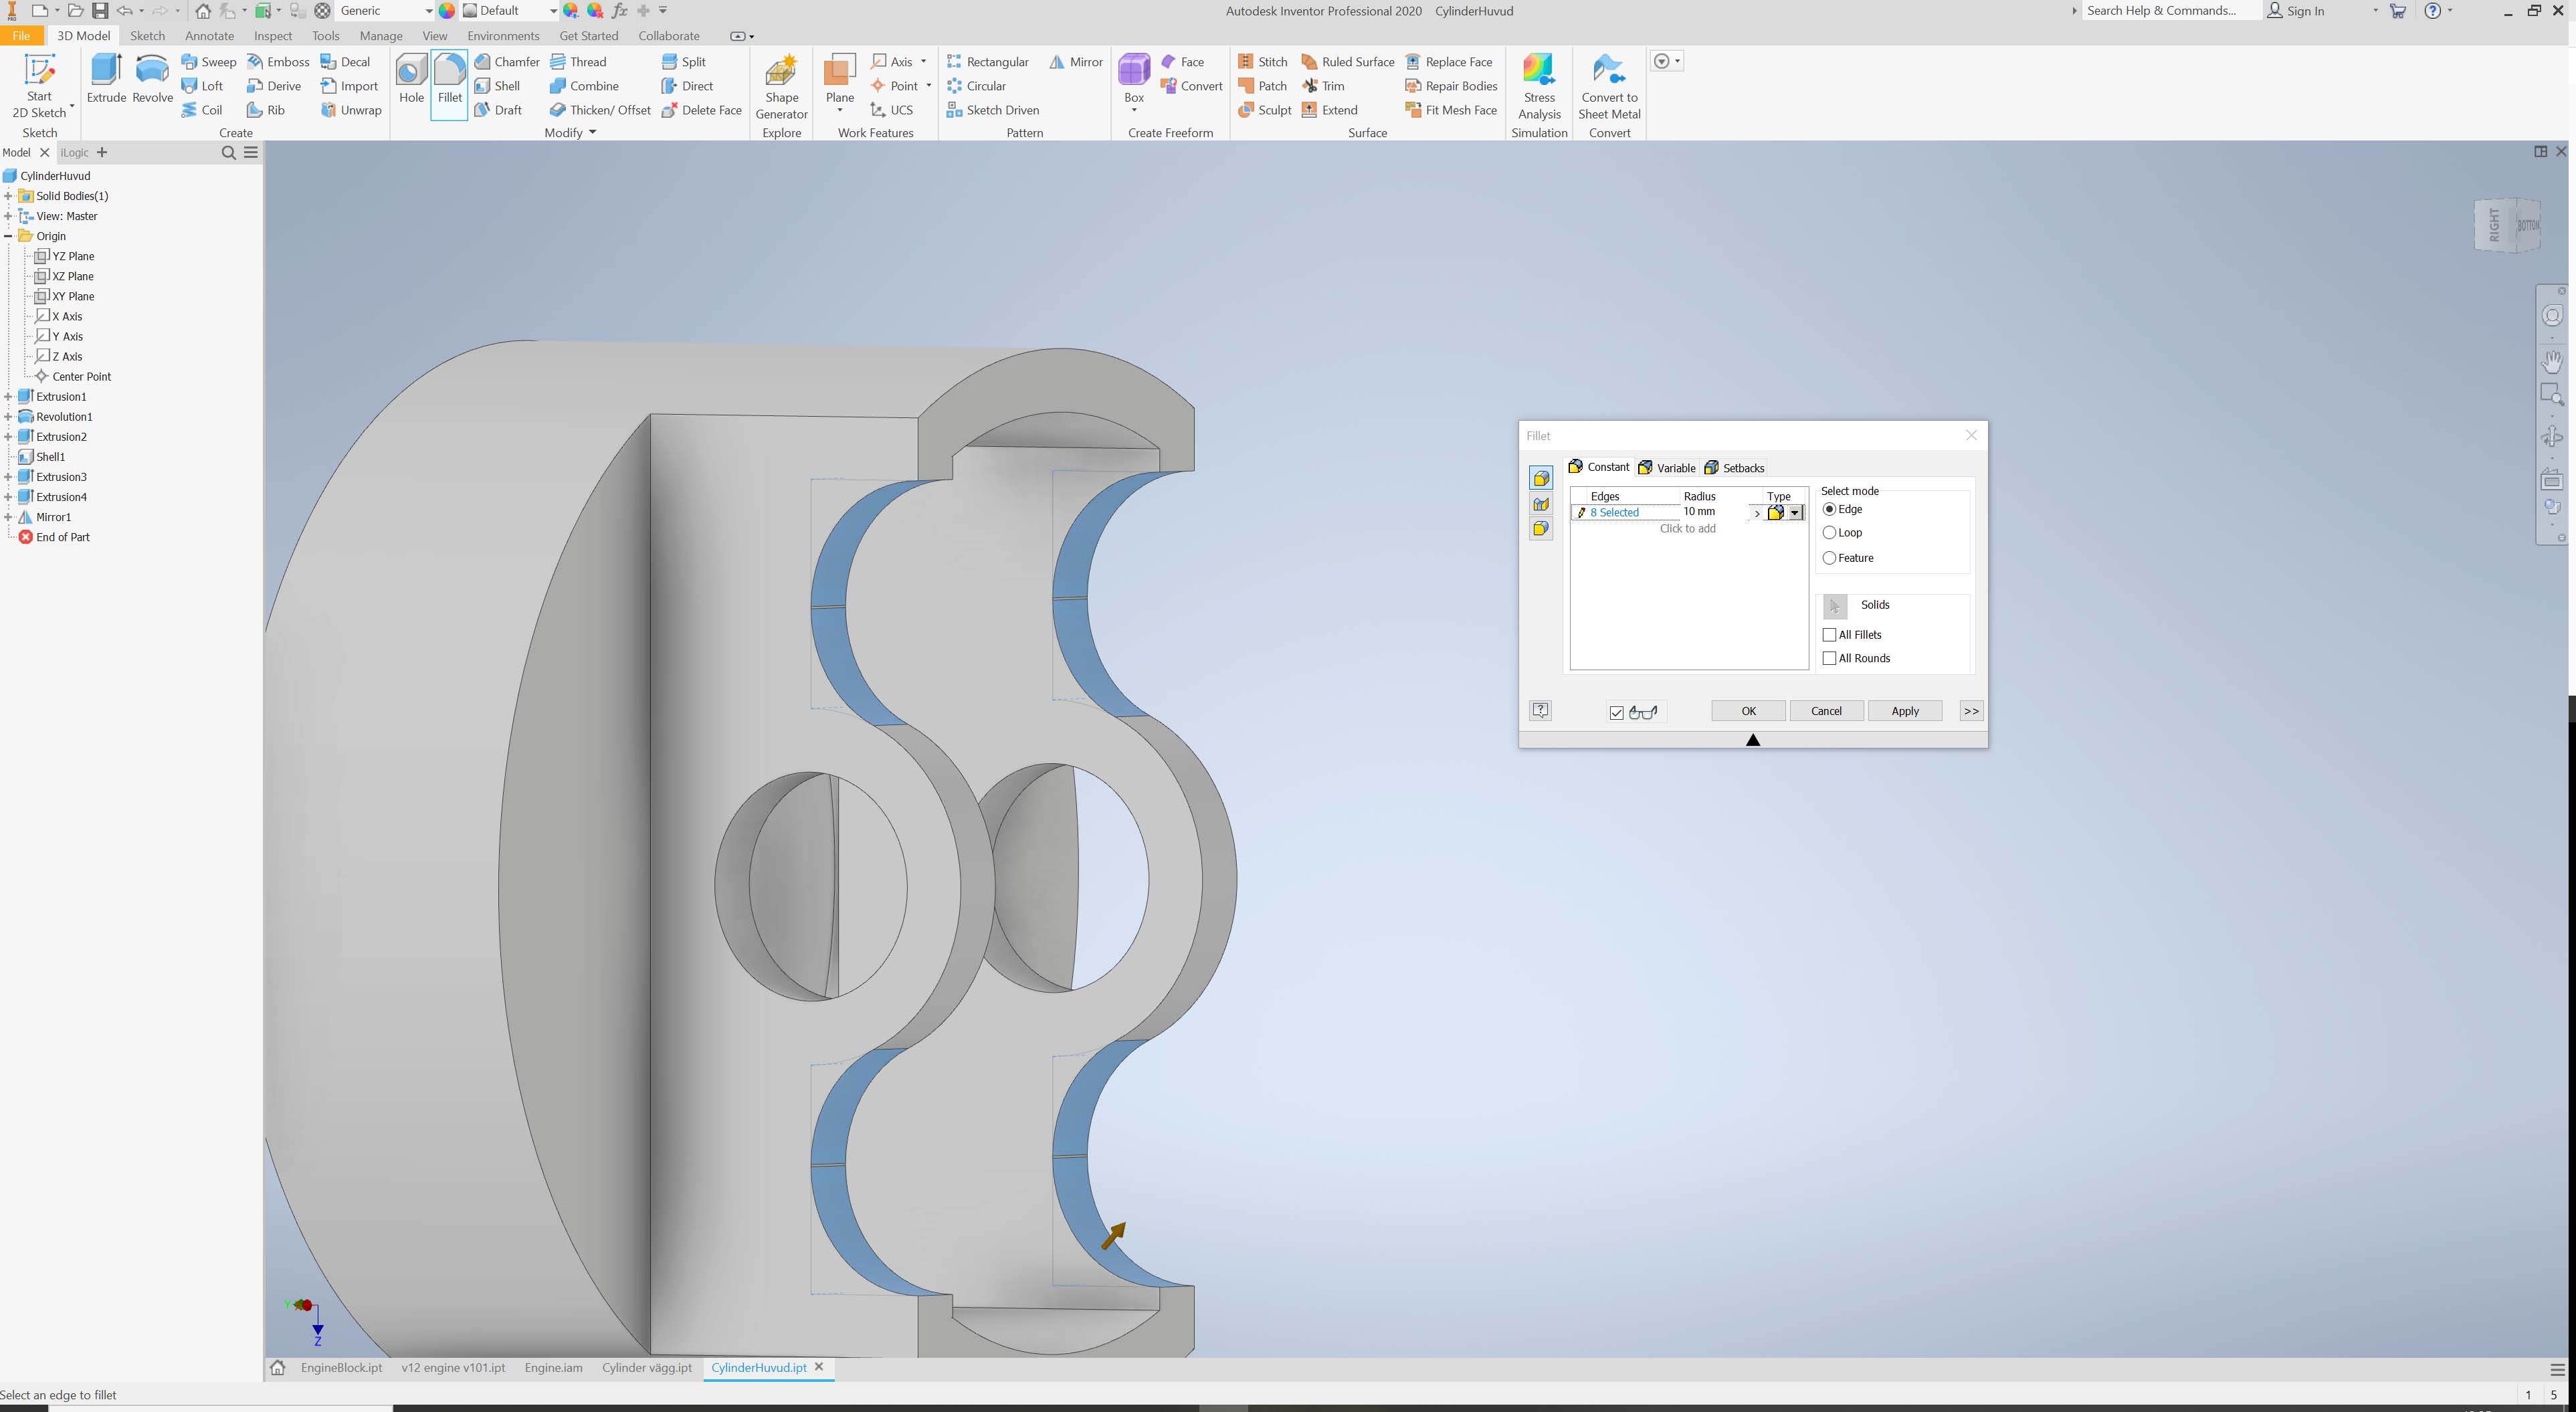 Generic Default Autodesk Inventor Professional 2020 CylinderHuvud Search Help & Commands... Sign In
File 3D Model Sketch Annotate Inspect Tools Manage View Environments Get Started Collaborate
Start 2D Sketch
Extrude Revolve
Sweep Emboss Decal
Loft Derive Import
Coil Rib Unwrap
Hole Fillet
Chamfer Thread Split
Shell Combine Direct
Draft Thicken/ Offset Delete Face
Shape Generator
Plane
Axis
Point
UCS
Rectangular Mirror
Circular
Sketch Driven
Box
Face
Convert
Stitch Ruled Surface Replace Face
Patch Trim Repair Bodies
Sculpt Extend Fit Mesh Face
Stress Analysis
Convert to Sheet Metal
Sketch Create Modify Explore Work Features Pattern Create Freeform Surface Simulation Convert
Model iLogic
CylinderHuvud
Solid Bodies(1)
View: Master
Origin
YZ Plane
XZ Plane
XY Plane
X Axis
Y Axis
Z Axis
Center Point
Extrusion1
Revolution1
Extrusion2
Shell1
Extrusion3
Extrusion4
Mirror1
End of Part
RIGHT BOTTOM
Fillet
Constant Variable Setbacks
Edges Radius Type
8 Selected 10 mm
Click to add
Select mode
Edge
Loop
Feature
Solids
All Fillets
All Rounds
OK Cancel Apply >>
Y
Z
EngineBlock.ipt v12 engine v101.ipt Engine.iam Cylinder vägg.ipt CylinderHuvud.ipt
Select an edge to fillet 1 5